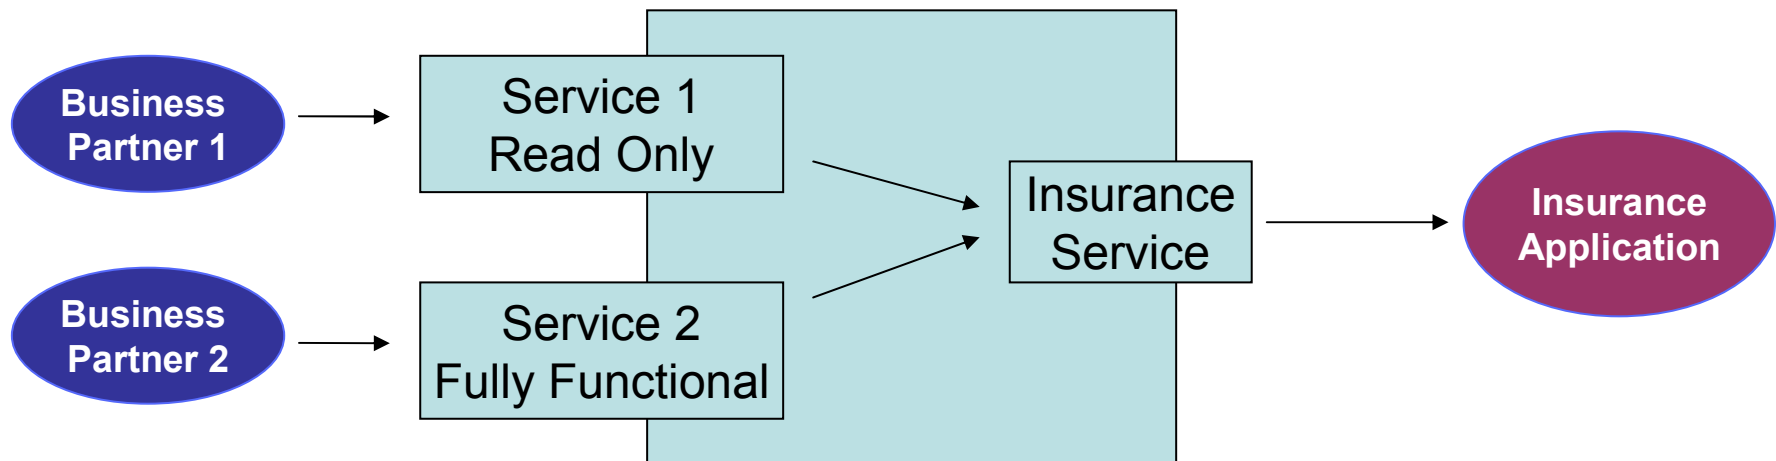 Business
Partner 1
Service 1
Read Only
Insurance
Service
Insurance
Application
Business
Partner 2
Service 2
Fully Functional